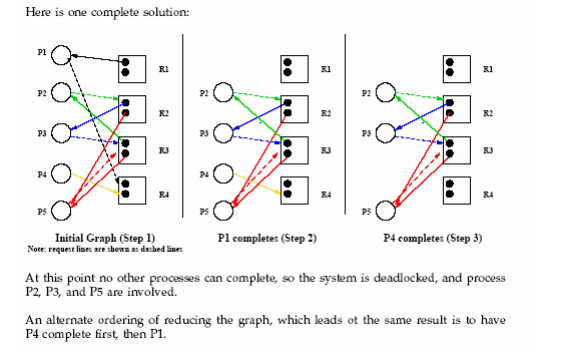 Here is one complete solution:
P1
R1
R1
R1
P2
P2
P2
R2
R2
R2
P3
P3
P3
R3
R3
R3
P4
P4
R4
R4
R4
P5
P5
P5
Initial Graph (Step 1)
P1 completes (Step 2)
P4 completes (Step 3)
Note: request lines are shown as dashed lines
At this point no other processes can complete, so the system is deadlocked, and process
P2, P3, and P5 are involved.
An alternate ordering of reducing the graph, which leads ot the same result is to have
P4 complete first, then P1.